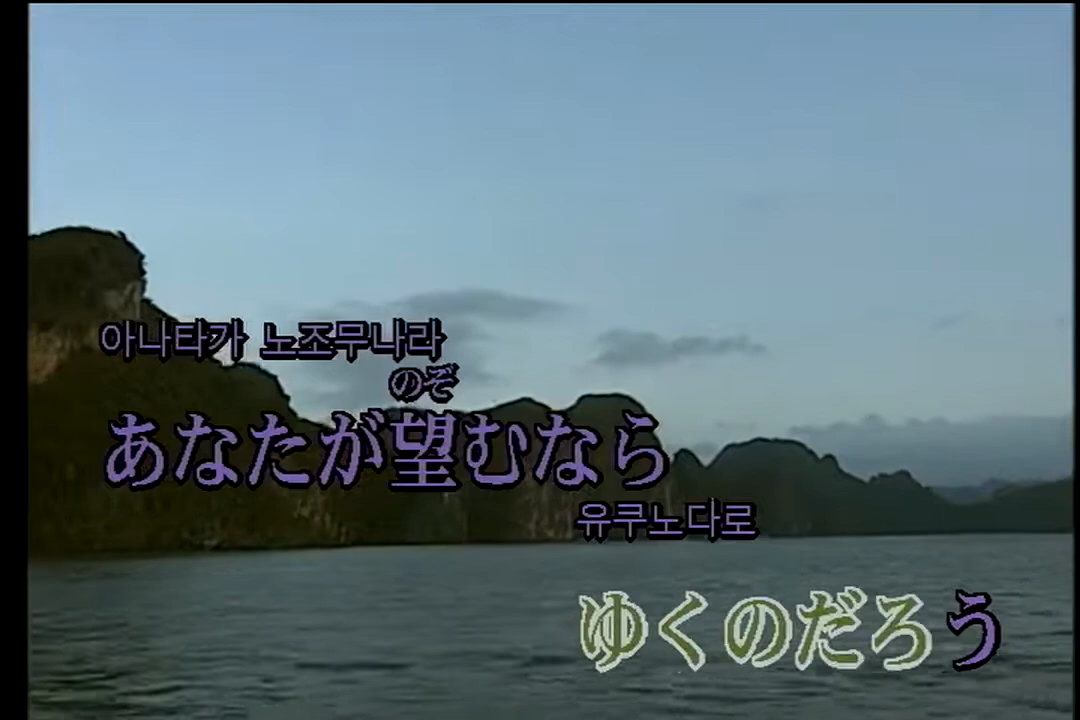 아나타가 노조무나라
のぞ
あなたが望むなら
유쿠노다로
ゆくのだろう